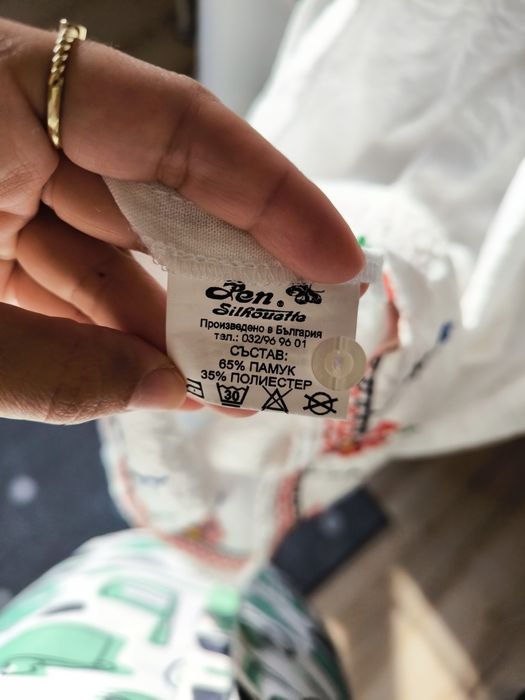 Pen.
Silhouette
Произведено в България
тел.: 032/96 96 01
СЪСТАВ:
65% ПАМУК
35% ПОЛИЕСТЕР
30